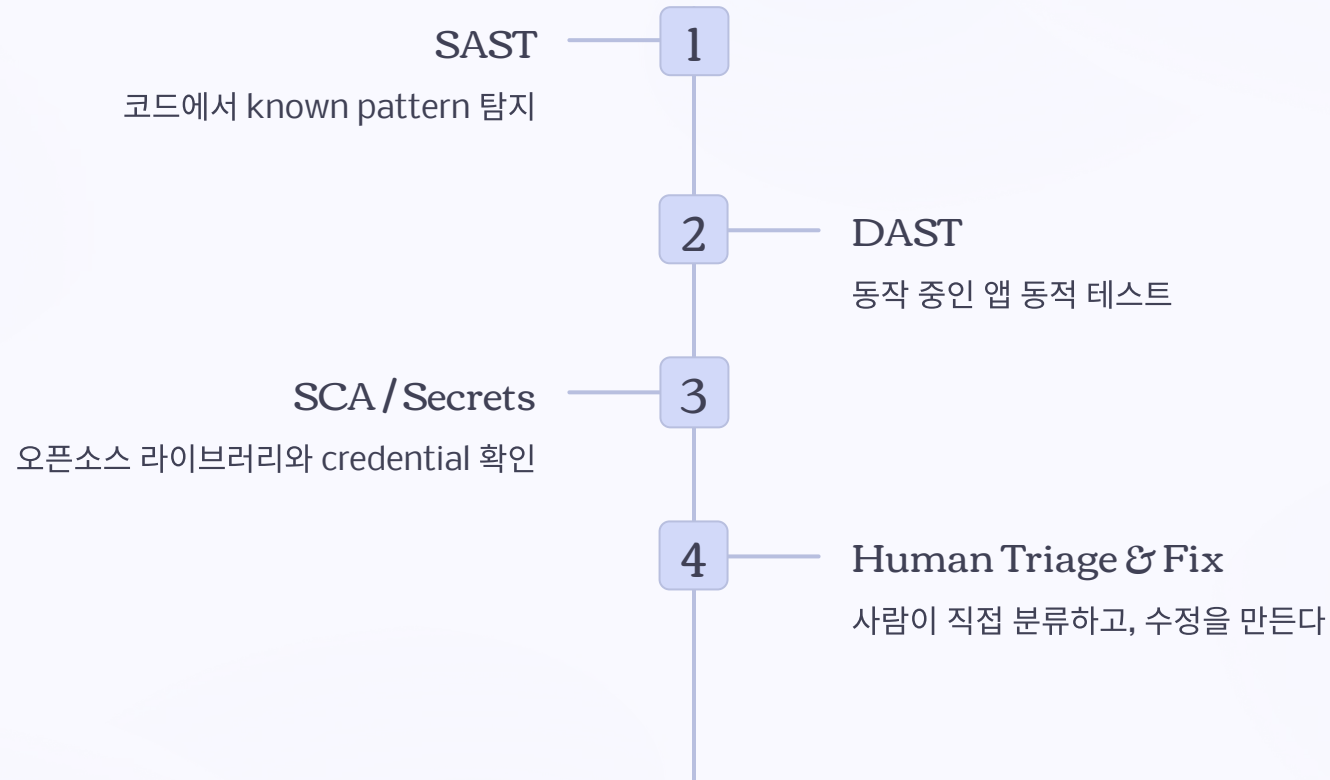 SAST
1
코드에서 known pattern 탐지
2
DAST
동작 중인 앱 동적 테스트
SCA / Secrets
3
오픈소스 라이브러리와 credential 확인
4
Human Triage & Fix
사람이 직접 분류하고, 수정을 만든다